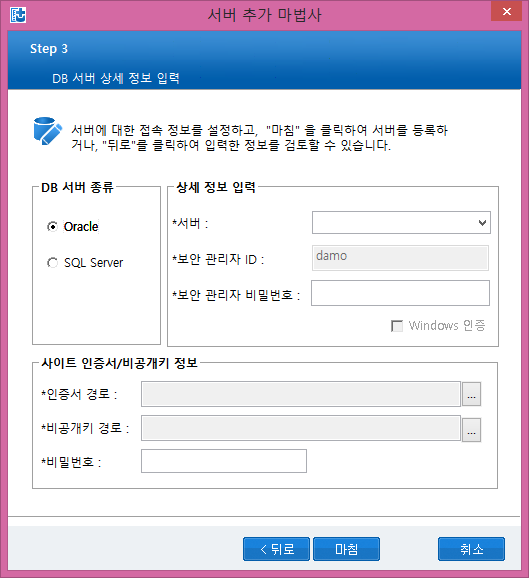 서버 추가 마법사
Step 3
DB 서버 상세 정보 입력
서버에 대한 접속 정보를 설정하고, "마침" 을 클릭하여 서버를 등록하
거나, "뒤로"를 클릭하여 입력한 정보를 검토할 수 있습니다.
DB 서버 종류
Oracle
SQL Server
상세 정보 입력
*서버 :
*보안 관리자 ID :
damo
*보안 관리자 비밀번호 :
Windows 인증
사이트 인증서/비공개키 정보
*인증서 경로 :
...
*비공개키 경로 :
...
*비밀번호 :
< 뒤로
마침
취소